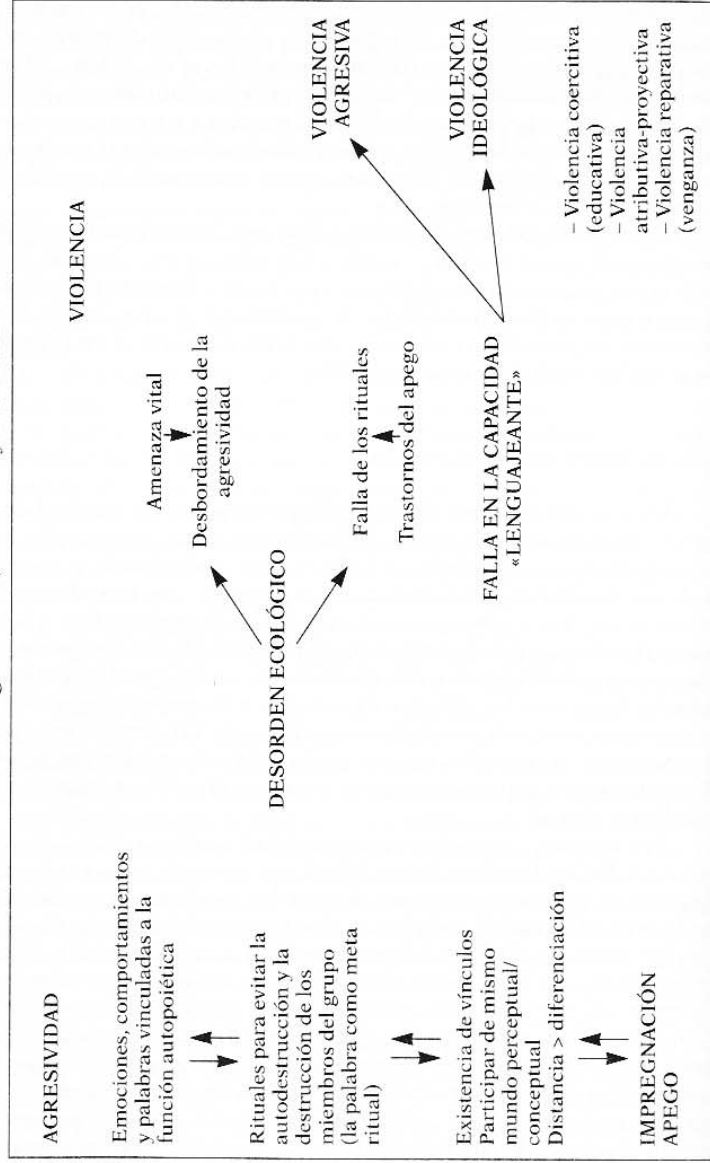 AGRESIVIDAD
Emociones, comportamientos
y palabras vinculadas a la
función autopoiética
Rituales para evitar la
autodestrucción y la
destrucción de los
miembros del grupo
(la palabra como meta
ritual)
Existencia de vínculos
Participar de mismo
mundo perceptual/
conceptual
Distancia > diferenciación
IMPREGNACIÓN
APEGO
DESORDEN ECOLÓGICO
VIOLENCIA
Amenaza vital
Desbordamiento de la
agresividad
Falla de los rituales
Trastornos del apego
FALLA EN LA CAPACIDAD
«LENGUAJEANTE»
VIOLENCIA
AGRESIVA
VIOLENCIA
IDEOLÓGICA
– Violencia coercitiva
(educativa)
– Violencia
atributiva-proyectiva
– Violencia reparativa
(venganza)